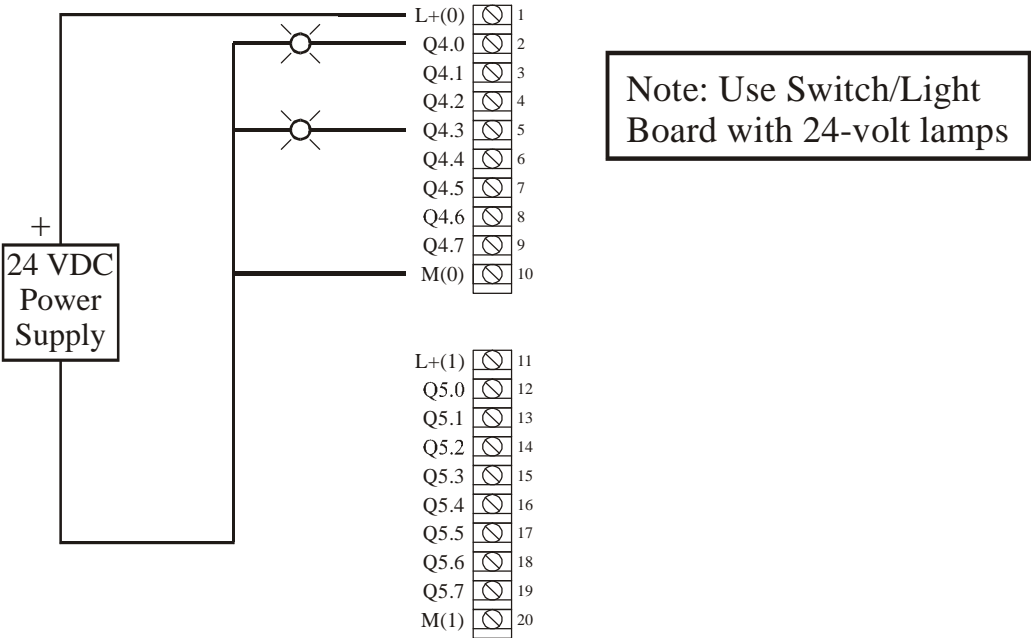 L+(0) 1
Q4.0 2
Q4.1 3
Q4.2 4
Q4.3 5
Q4.4 6
Q4.5 7
Q4.6 8
Q4.7 9
M(0) 10
Note: Use Switch/Light
Board with 24-volt lamps
+
24 VDC
Power
Supply
L+(1) 11
Q5.0 12
Q5.1 13
Q5.2 14
Q5.3 15
Q5.4 16
Q5.5 17
Q5.6 18
Q5.7 19
M(1) 20